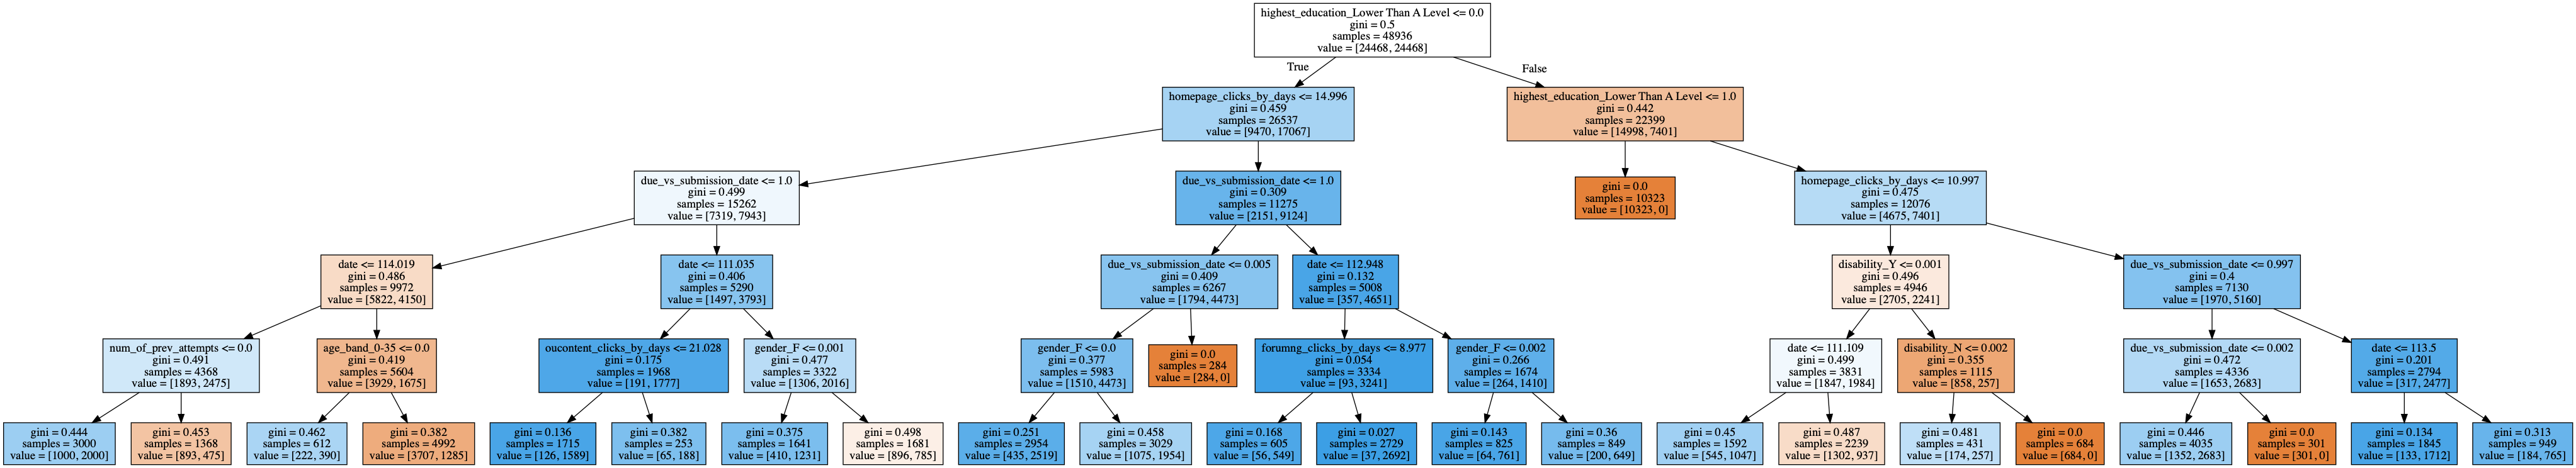 highest_education_Lower Than A Level <= 0.0
gini = 0.5
samples = 48936
value = [24468, 24468]
True
False
homepage_clicks_by_days <= 14.996
gini = 0.459
samples = 26537
value = [9470, 17067]
highest_education_Lower Than A Level <= 1.0
gini = 0.442
samples = 22399
value = [14998, 7401]
due_vs_submission_date <= 1.0
gini = 0.499
samples = 15262
value = [7319, 7943]
due_vs_submission_date <= 1.0
gini = 0.309
samples = 11275
value = [2151, 9124]
gini = 0.0
samples = 10323
value = [10323, 0]
homepage_clicks_by_days <= 10.997
gini = 0.475
samples = 12076
value = [4675, 7401]
date <= 114.019
gini = 0.486
samples = 9972
value = [5822, 4150]
date <= 111.035
gini = 0.406
samples = 5290
value = [1497, 3793]
due_vs_submission_date <= 0.005
gini = 0.409
samples = 6267
value = [1794, 4473]
date <= 112.948
gini = 0.132
samples = 5008
value = [357, 4651]
disability_Y <= 0.001
gini = 0.496
samples = 4946
value = [2705, 2241]
due_vs_submission_date <= 0.997
gini = 0.4
samples = 7130
value = [1970, 5160]
num_of_prev_attempts <= 0.0
gini = 0.491
samples = 4368
value = [1893, 2475]
age_band_0-35 <= 0.0
gini = 0.419
samples = 5604
value = [3929, 1675]
oucontent_clicks_by_days <= 21.028
gini = 0.175
samples = 1968
value = [191, 1777]
gender_F <= 0.001
gini = 0.477
samples = 3322
value = [1306, 2016]
gender_F <= 0.0
gini = 0.377
samples = 5983
value = [1510, 4473]
gini = 0.0
samples = 284
value = [284, 0]
forumng_clicks_by_days <= 8.977
gini = 0.054
samples = 3334
value = [93, 3241]
gender_F <= 0.002
gini = 0.266
samples = 1674
value = [264, 1410]
date <= 111.109
gini = 0.499
samples = 3831
value = [1847, 1984]
disability_N <= 0.002
gini = 0.355
samples = 1115
value = [858, 257]
due_vs_submission_date <= 0.002
gini = 0.472
samples = 4336
value = [1653, 2683]
date <= 113.5
gini = 0.201
samples = 2794
value = [317, 2477]
gini = 0.444
samples = 3000
value = [1000, 2000]
gini = 0.453
samples = 1368
value = [893, 475]
gini = 0.462
samples = 612
value = [222, 390]
gini = 0.382
samples = 4992
value = [3707, 1285]
gini = 0.136
samples = 1715
value = [126, 1589]
gini = 0.382
samples = 253
value = [65, 188]
gini = 0.375
samples = 1641
value = [410, 1231]
gini = 0.498
samples = 1681
value = [896, 785]
gini = 0.251
samples = 2954
value = [435, 2519]
gini = 0.458
samples = 3029
value = [1075, 1954]
gini = 0.168
samples = 605
value = [56, 549]
gini = 0.027
samples = 2729
value = [37, 2692]
gini = 0.143
samples = 825
value = [64, 761]
gini = 0.36
samples = 849
value = [200, 649]
gini = 0.45
samples = 1592
value = [545, 1047]
gini = 0.487
samples = 2239
value = [1302, 937]
gini = 0.481
samples = 431
value = [174, 257]
gini = 0.0
samples = 684
value = [684, 0]
gini = 0.446
samples = 4035
value = [1352, 2683]
gini = 0.0
samples = 301
value = [301, 0]
gini = 0.134
samples = 1845
value = [133, 1712]
gini = 0.313
samples = 949
value = [184, 765]